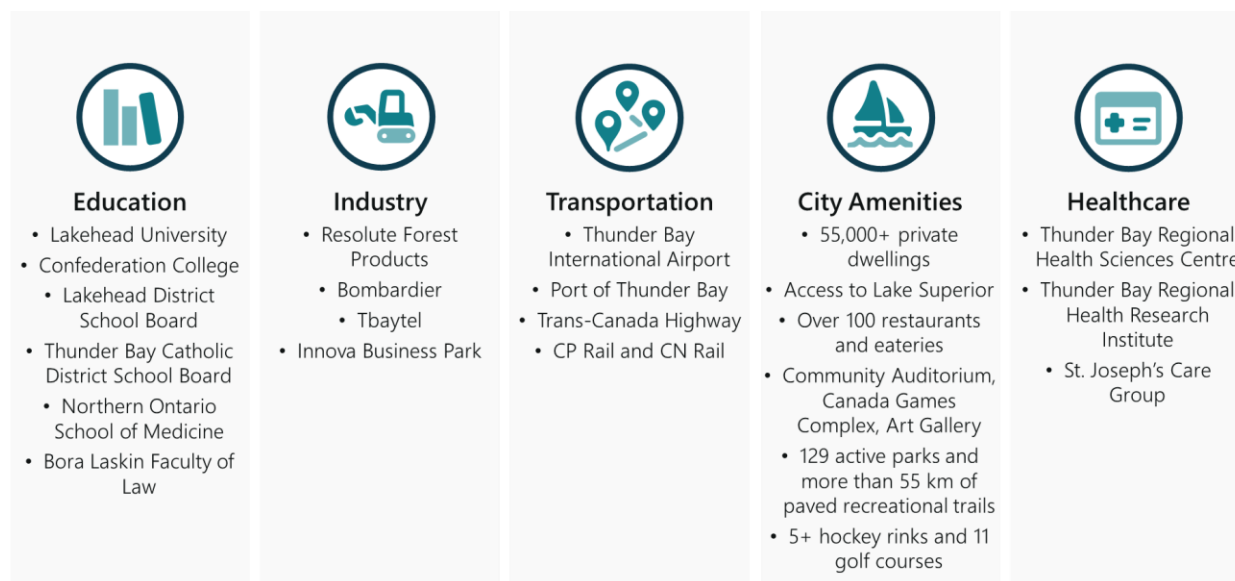 Education
• Lakehead University
• Confederation College
• Lakehead District
School Board
• Thunder Bay Catholic
District School Board
• Northern Ontario
School of Medicine
• Bora Laskin Faculty of
Law
Industry
• Resolute Forest
Products
• Bombardier
• Tbaytel
• Innova Business Park
Transportation
• Thunder Bay
International Airport
• Port of Thunder Bay
• Trans-Canada Highway
• CP Rail and CN Rail
City Amenities
• 55,000+ private
dwellings
• Access to Lake Superior
• Over 100 restaurants
and eateries
• Community Auditorium,
Canada Games
Complex, Art Gallery
• 129 active parks and
more than 55 km of
paved recreational trails
• 5+ hockey rinks and 11
golf courses
Healthcare
• Thunder Bay Regional
Health Sciences Centre
• Thunder Bay Regional
Health Research
Institute
• St. Joseph’s Care
Group